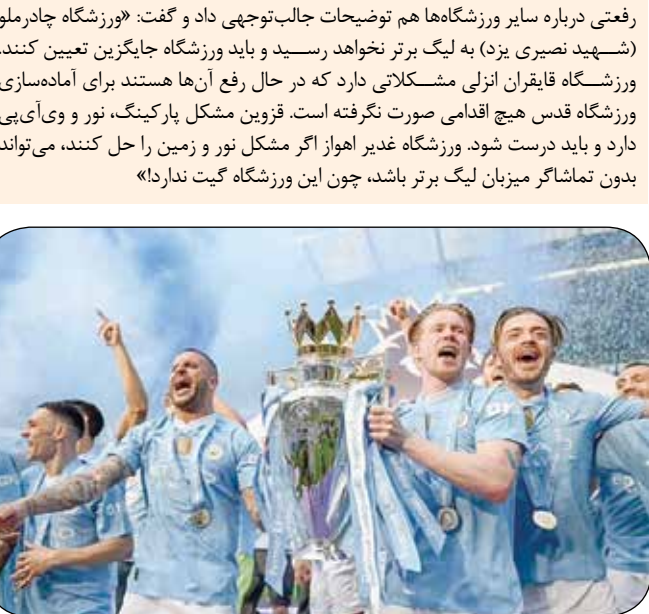 رفعتی درباره سایر ورزشگاه‌ها هم توضیحات جالب‌توجهی داد و گفت: «ورزشگاه چادرملو
(شـــهید نصیری یزد) به لیگ برتر نخواهد رســـید و باید ورزشگاه جایگزین تعیین کنند.
ورزشـــگاه قایقران انزلی مشـــکلاتی دارد که در حال رفع آن‌ها هستند برای آماده‌سازی
ورزشگاه قدس هیچ اقدامی صورت نگرفته است. قزوین مشکل پارکینگ، نور و وی‌آی‌پی
دارد و باید درست شود. ورزشگاه غدیر اهواز اگر مشکل نور و زمین را حل کنند، می‌تواند
بدون تماشاگر میزبان لیگ برتر باشد، چون این ورزشگاه گیت ندارد!»